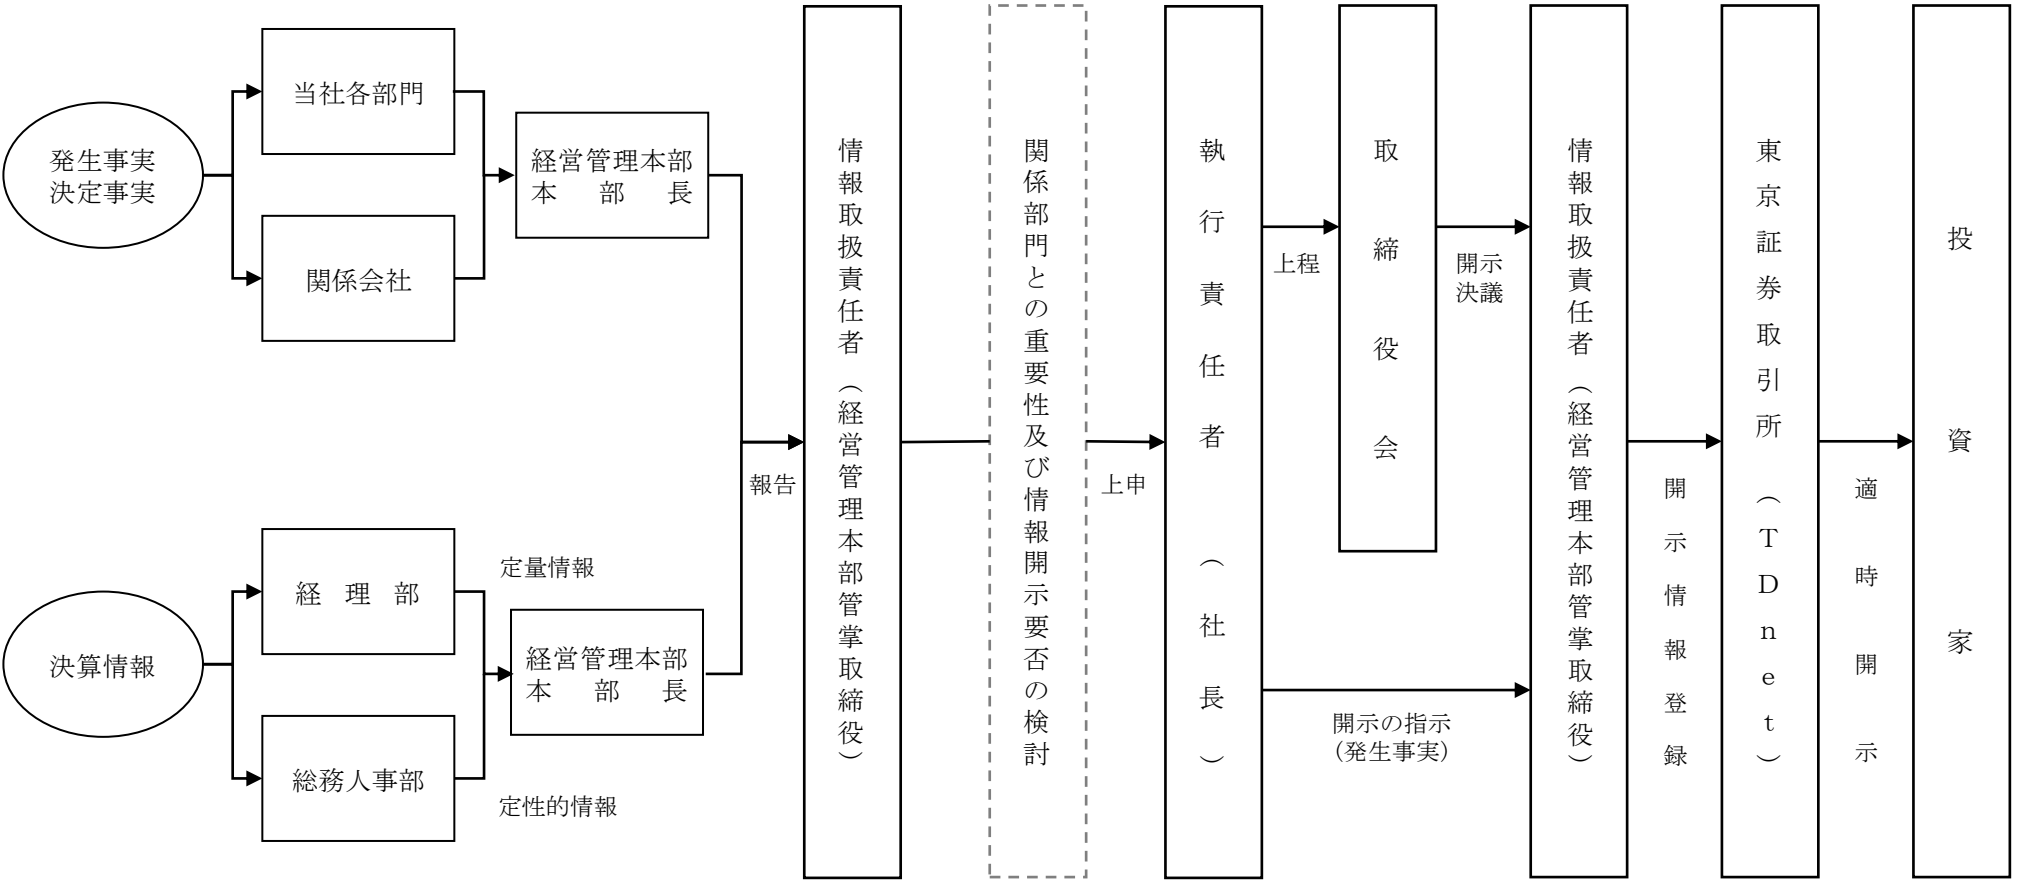 発生事実
決定事実
当社各部門
関係会社
経営管理本部
本部長
決算情報
経理部
総務人事部
定量情報
経営管理本部
本部長
定性的情報
報告
情報取扱責任者(経営管理本部管掌取締役)
関係部門との重要性及び情報開示要否の検討
上申
執行責任者(社長)
上程
取締役会
開示
決議
開示の指示
(発生事実)
情報取扱責任者(経営管理本部管掌取締役)
開示情報登録
東京証券取引所(TDnet)
適時開示
投資家